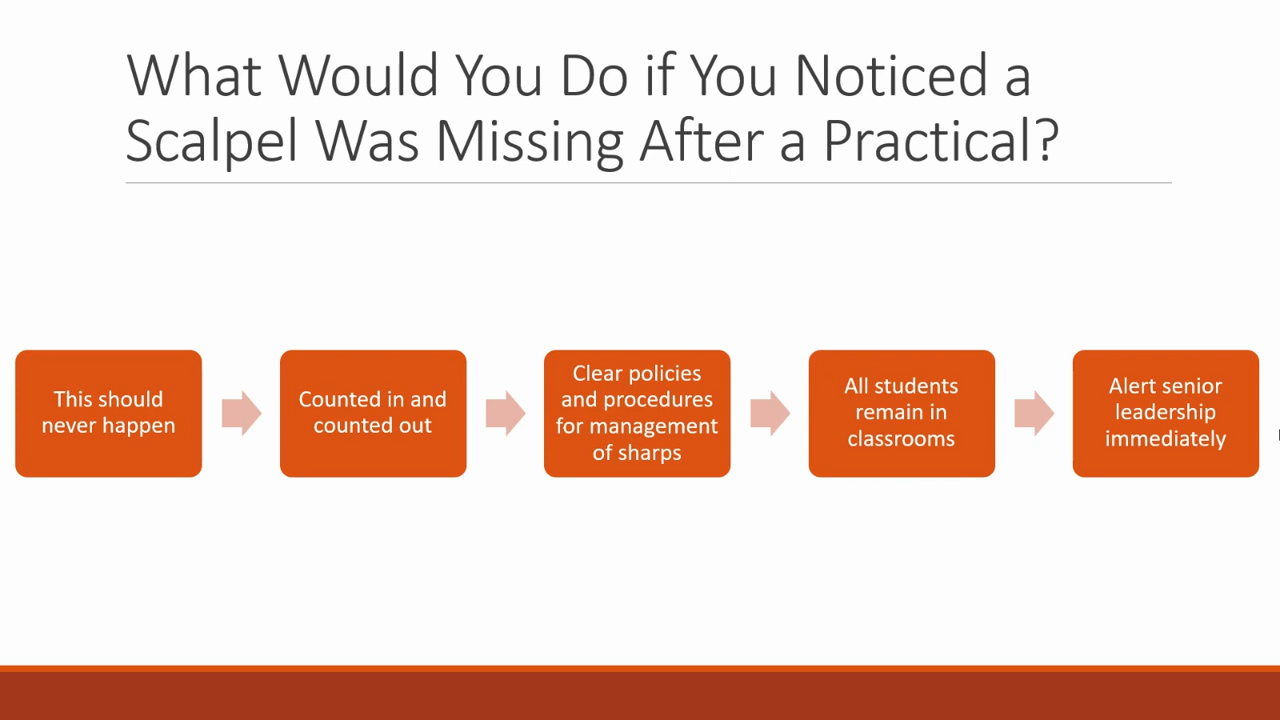 What Would You Do if You Noticed a
Scalpel Was Missing After a Practical?
This should
never happen
Counted in and
counted out
Clear policies
and procedures
for management
of sharps
All students
remain in
classrooms
Alert senior
leadership
immediately